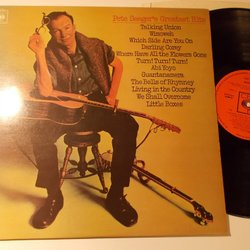 CBS
Pete Seeger's Greatest Hits
Talking Union
Wimoweh
Which Side Are You On
Darling Corey
Where Have All the Flowers Gone
Turn! Turn! Turn!
Abi Yoyo
Guantanamera
The Bells of Rhymney
Living in the Country
We Shall Overcome
Little Boxes